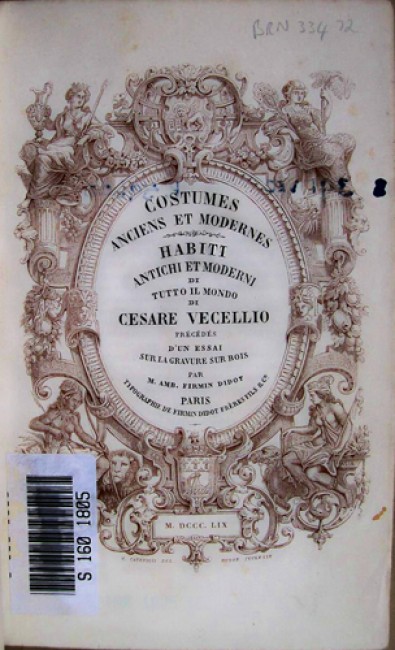 BRN 334 72
COSTUMES
ANCIENS ET MODERNES
HABITI
ANTICHI ET MODERNI
DI
TUTTO IL MONDO
DI
CESARE VECELLIO
PRÉCÉDÉS
D'UN ESSAI
SUR LA GRAVURE SUR BOIS
PAR
M. AMB. FIRMIN DIDOT
PARIS
TYPOGRAPHIE DE FIRMIN DIDOT FRÈRES FILS & Cie
M. DCCC. LIX
S 160 1805